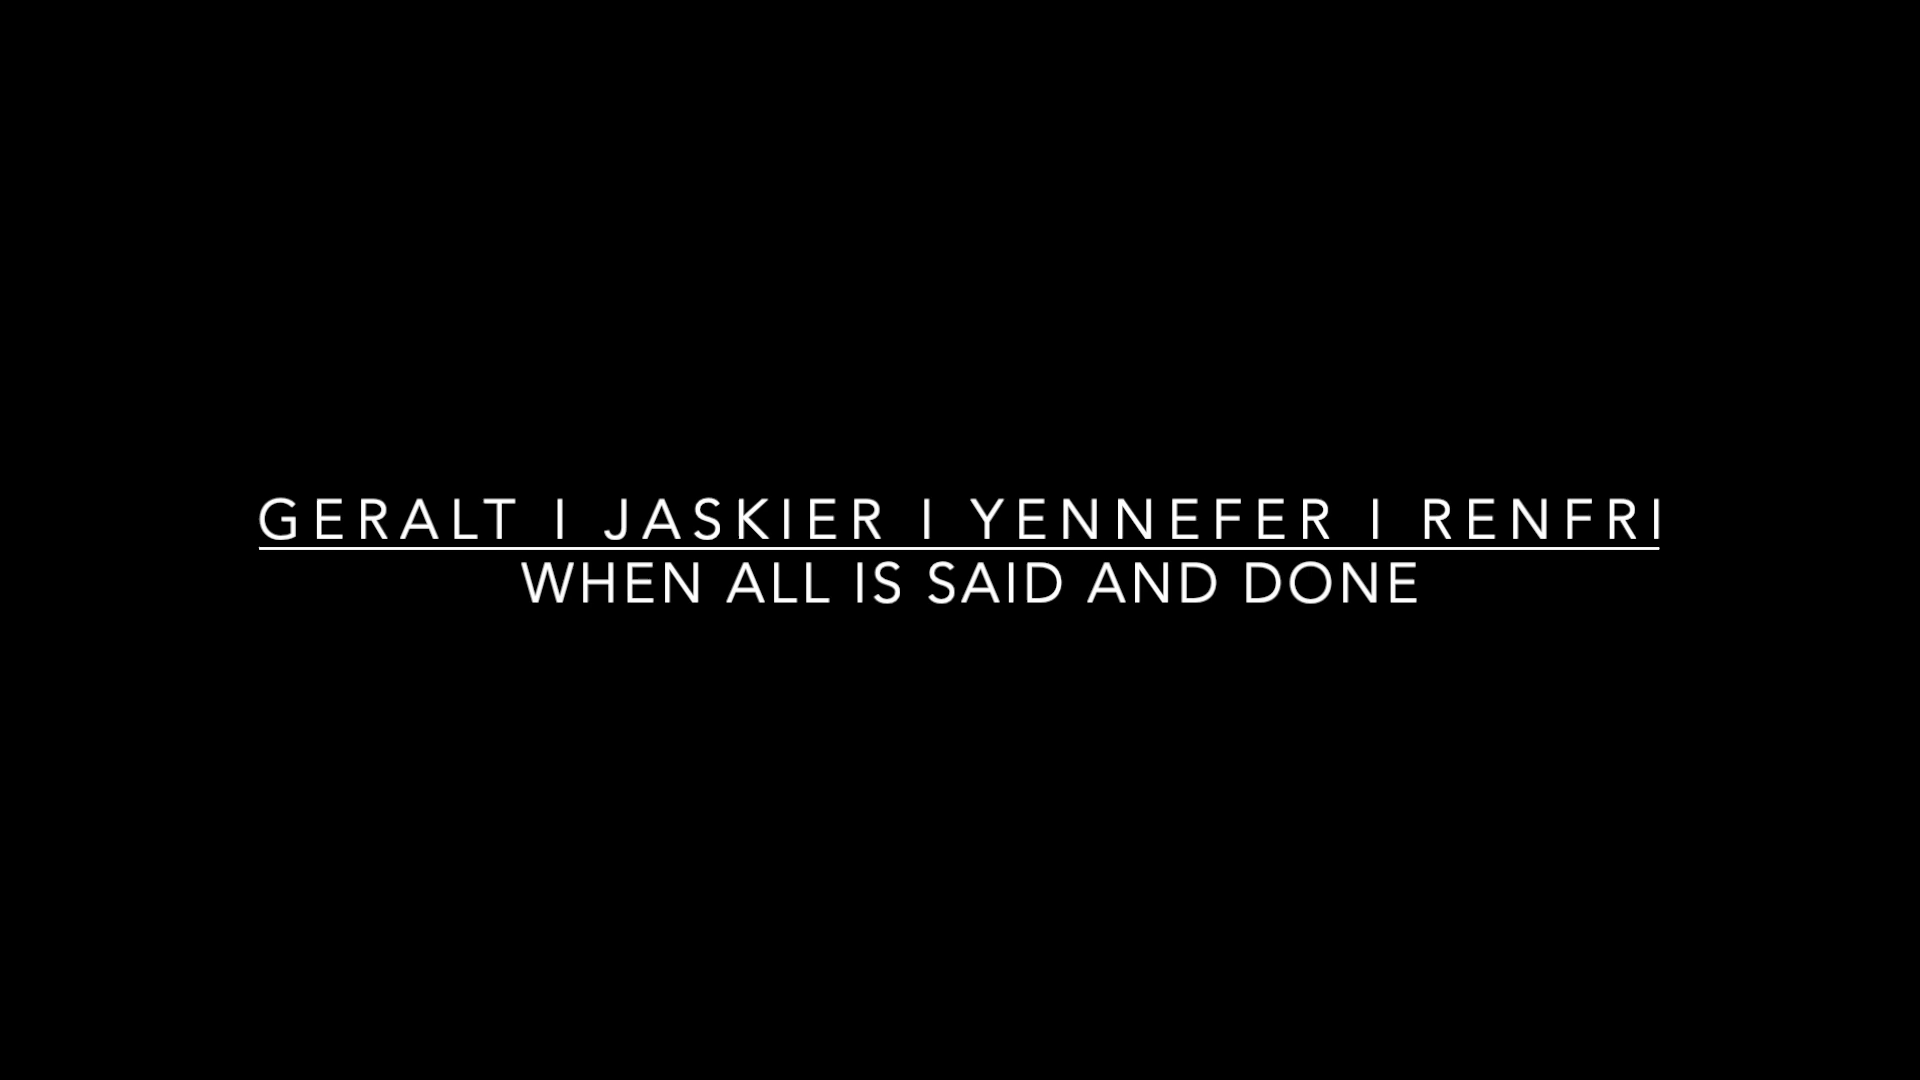 GERALT I JASKIER I YENNEFER I RENFRI
WHEN ALL IS SAID AND DONE